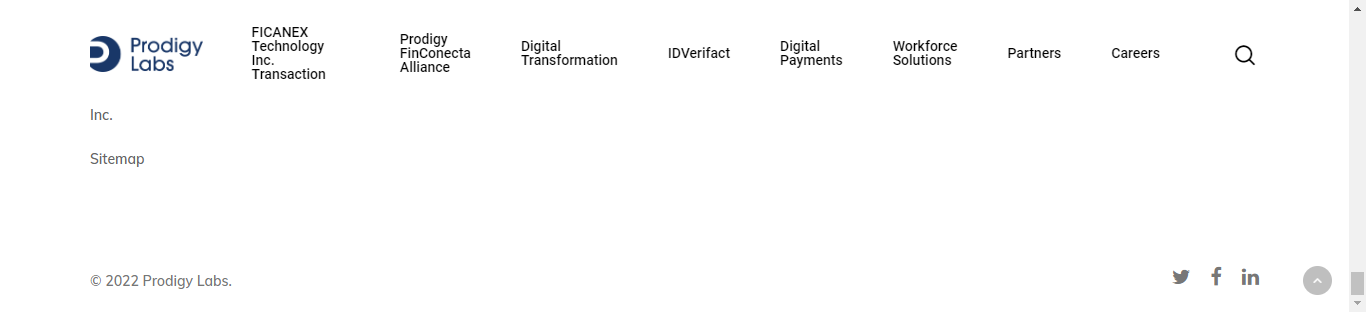 Prodigy
Labs
FICANEX
Technology
Inc.
Transaction
Prodigy
FinConecta
Alliance
Digital
Transformation
IDVerifact
Digital
Payments
Workforce
Solutions
Partners
Careers
Inc.
Sitemap
© 2022 Prodigy Labs.